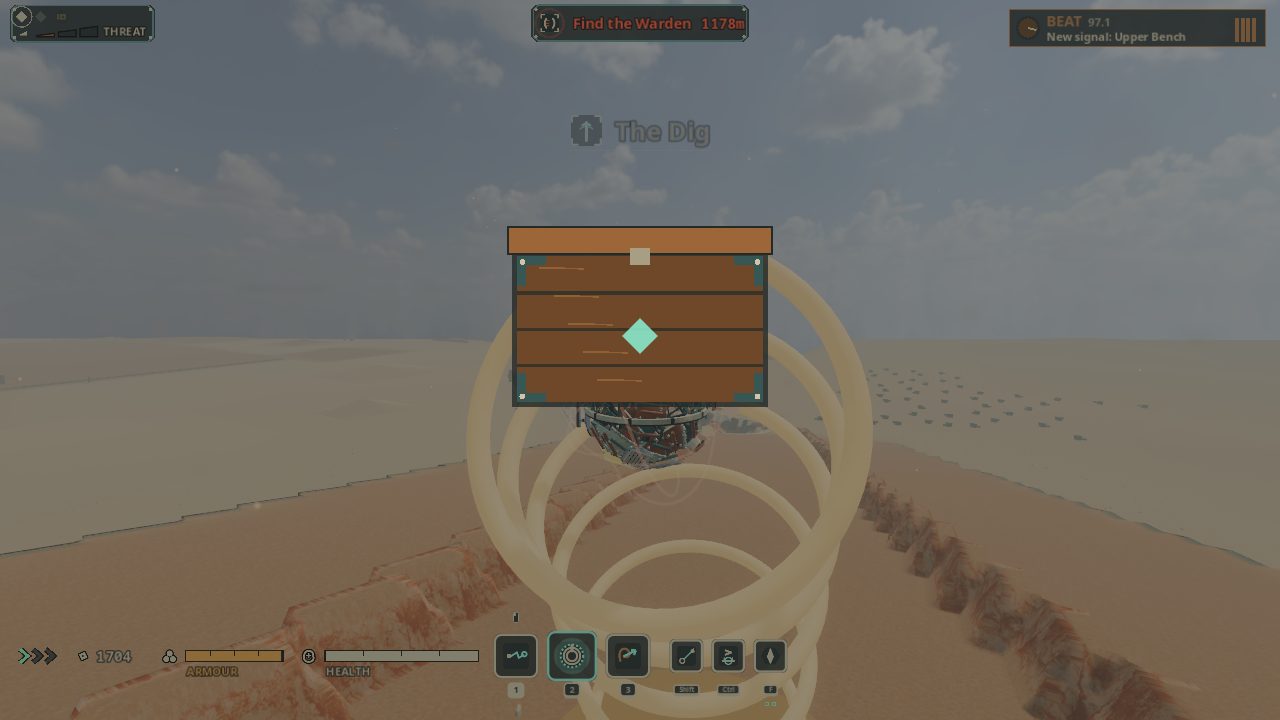 THREAT
Find the Warden 1178m
BEAT 97.1
New signal: Upper Bench
The Dig
1704
ARMOUR
HEALTH
1
2
3
Shift
Ctrl
F